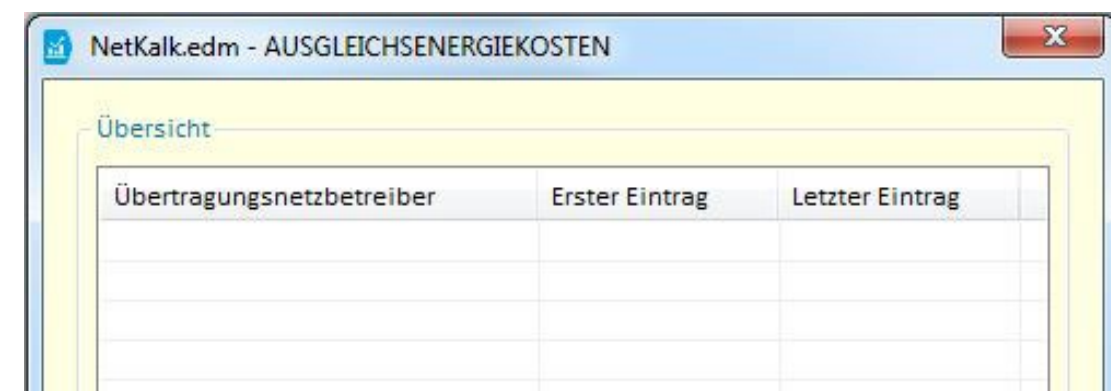 NetKalk.edm - AUSGLEICHSENERGIEKOSTEN
Übersicht
Übertragungsnetzbetreiber Erster Eintrag Letzter Eintrag